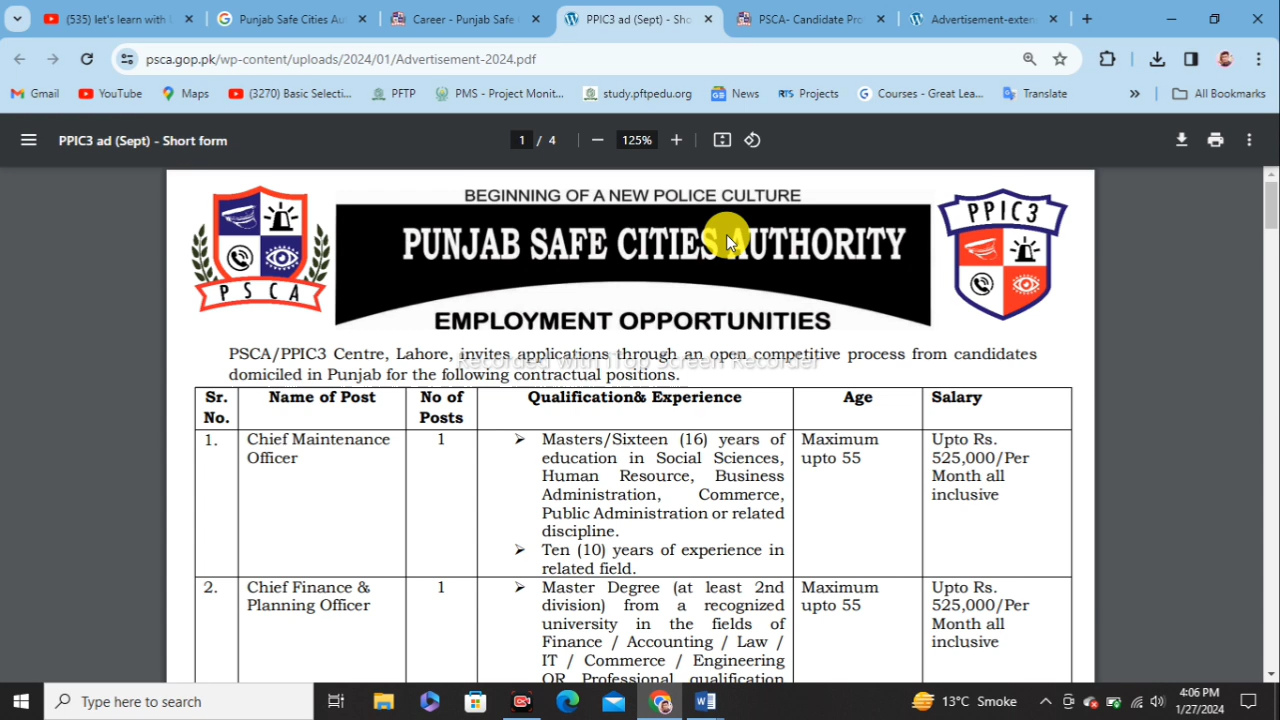 (535) let's learn with
Punjab Safe Cities Au
Career - Punjab Safe
PPIC3 ad (Sept) - Sho
PSCA- Candidate Pro
Advertisement-exten
psca.gop.pk/wp-content/uploads/2024/01/Advertisement-2024.pdf
Gmail
YouTube
Maps
(3270) Basic Selecti...
PFTP
PMS - Project Monit...
study.pftpedu.org
News
RTS Projects
Courses - Great Lea...
Translate
All Bookmarks
PPIC3 ad (Sept) - Short form
1 / 4
125%
BEGINNING OF A NEW POLICE CULTURE
PUNJAB SAFE CITIES AUTHORITY
EMPLOYMENT OPPORTUNITIES
PSCA
PPIC3
PSCA/PPIC3 Centre, Lahore, invites applications through an open competitive process from candidates
domiciled in Punjab for the following contractual positions.
Recorded with iTop Screen Recorder
Sr.
No.
Name of Post
No of
Posts
Qualification& Experience
Age
Salary
1.
Chief Maintenance
Officer
1
➢ Masters/Sixteen (16) years of
education in Social Sciences,
Human Resource, Business
Administration, Commerce,
Public Administration or related
discipline.
➢ Ten (10) years of experience in
related field.
Maximum
upto 55
Upto Rs.
525,000/Per
Month all
inclusive
2.
Chief Finance &
Planning Officer
1
➢ Master Degree (at least 2nd
division) from a recognized
university in the fields of
Finance / Accounting / Law /
IT / Commerce / Engineering
OR Professional qualification
Maximum
upto 55
Upto Rs.
525,000/Per
Month all
inclusive
Type here to search
13°C Smoke
4:06 PM
1/27/2024